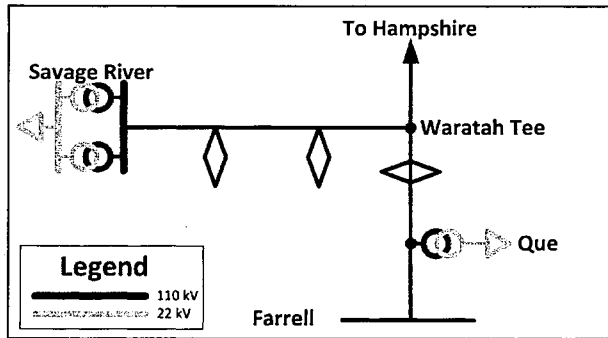 To Hampshire
Savage River
Waratah Tee
Que
Legend
110 kV
22 kV
Farrell